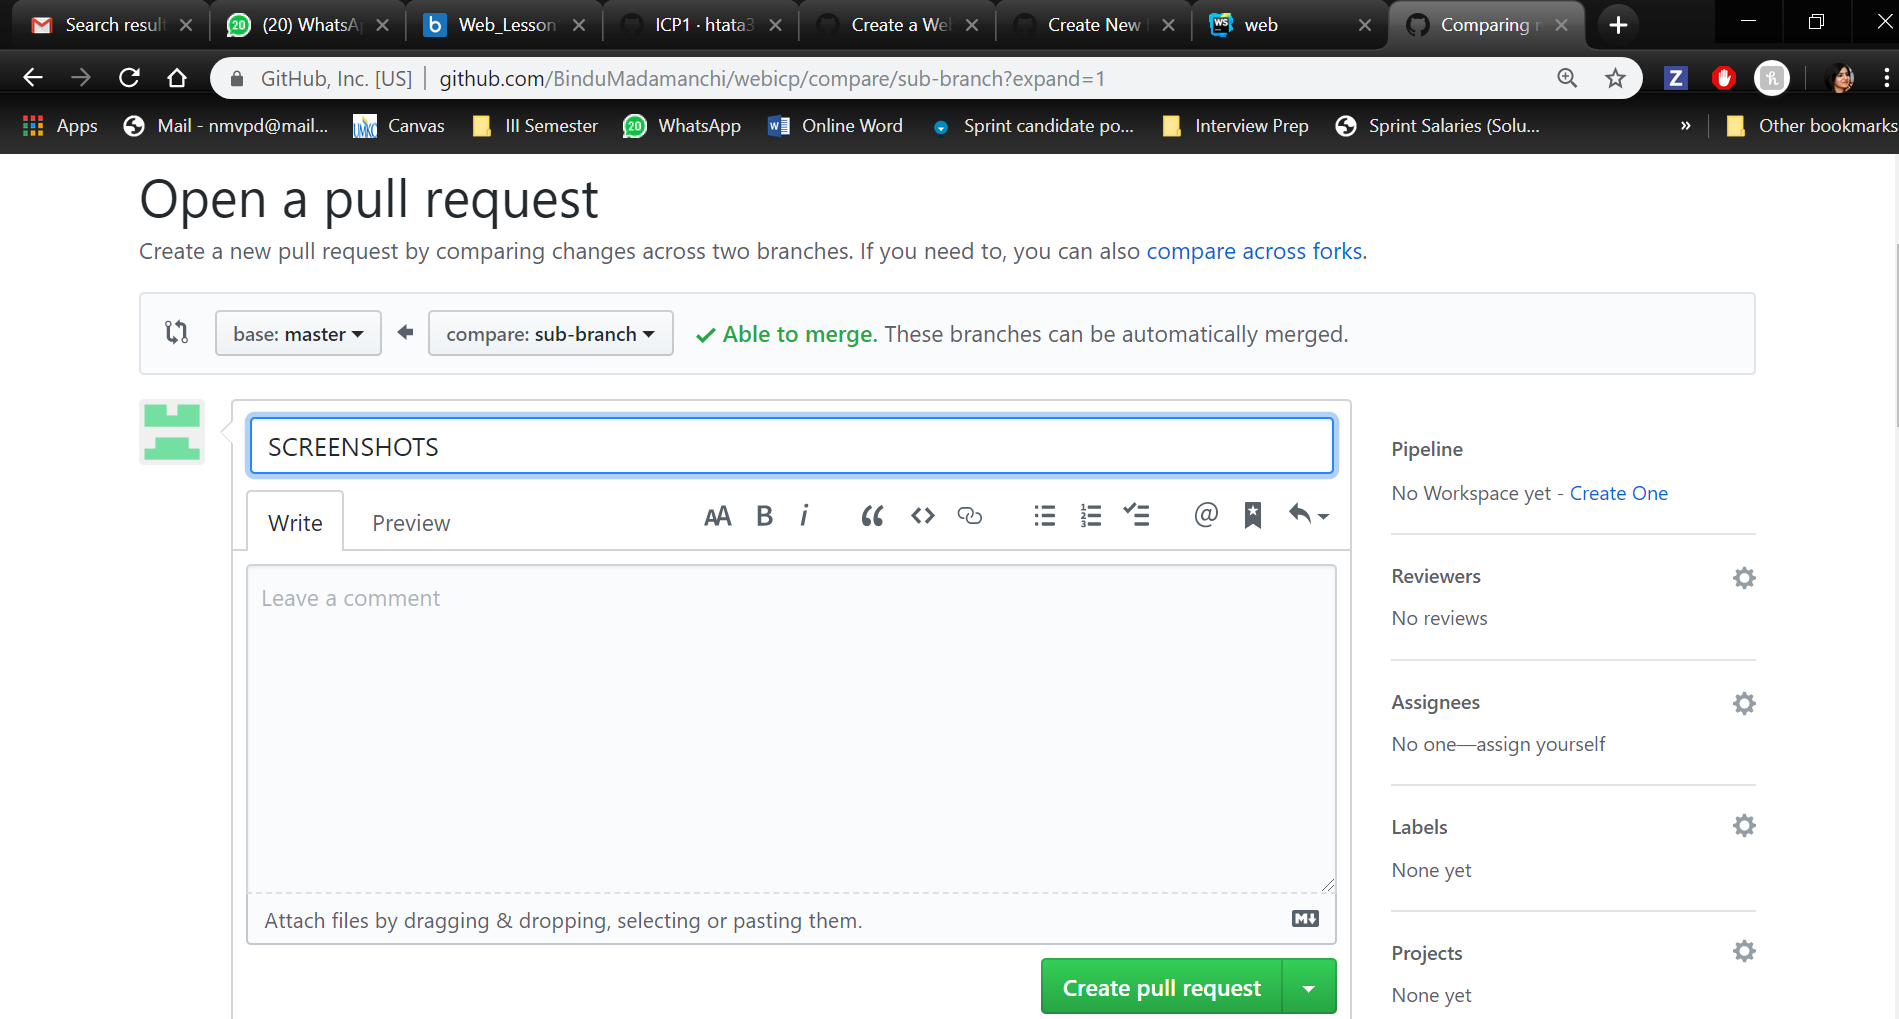 Search result (20) WhatsAp Web_Lesson ICP1 · htata3 Create a Web Create New web Comparing m
GitHub, Inc. [US] github.com/BinduMadamanchi/webicp/compare/sub-branch?expand=1
Apps Mail - nmvpd@mail... Canvas III Semester WhatsApp Online Word Sprint candidate po... Interview Prep Sprint Salaries (Solu... » Other bookmarks
Open a pull request
Create a new pull request by comparing changes across two branches. If you need to, you can also compare across forks.
base: master compare: sub-branch Able to merge. These branches can be automatically merged.
SCREENSHOTS
Write Preview
Leave a comment
Attach files by dragging & dropping, selecting or pasting them.
Create pull request
Pipeline
No Workspace yet - Create One
Reviewers
No reviews
Assignees
No one—assign yourself
Labels
None yet
Projects
None yet